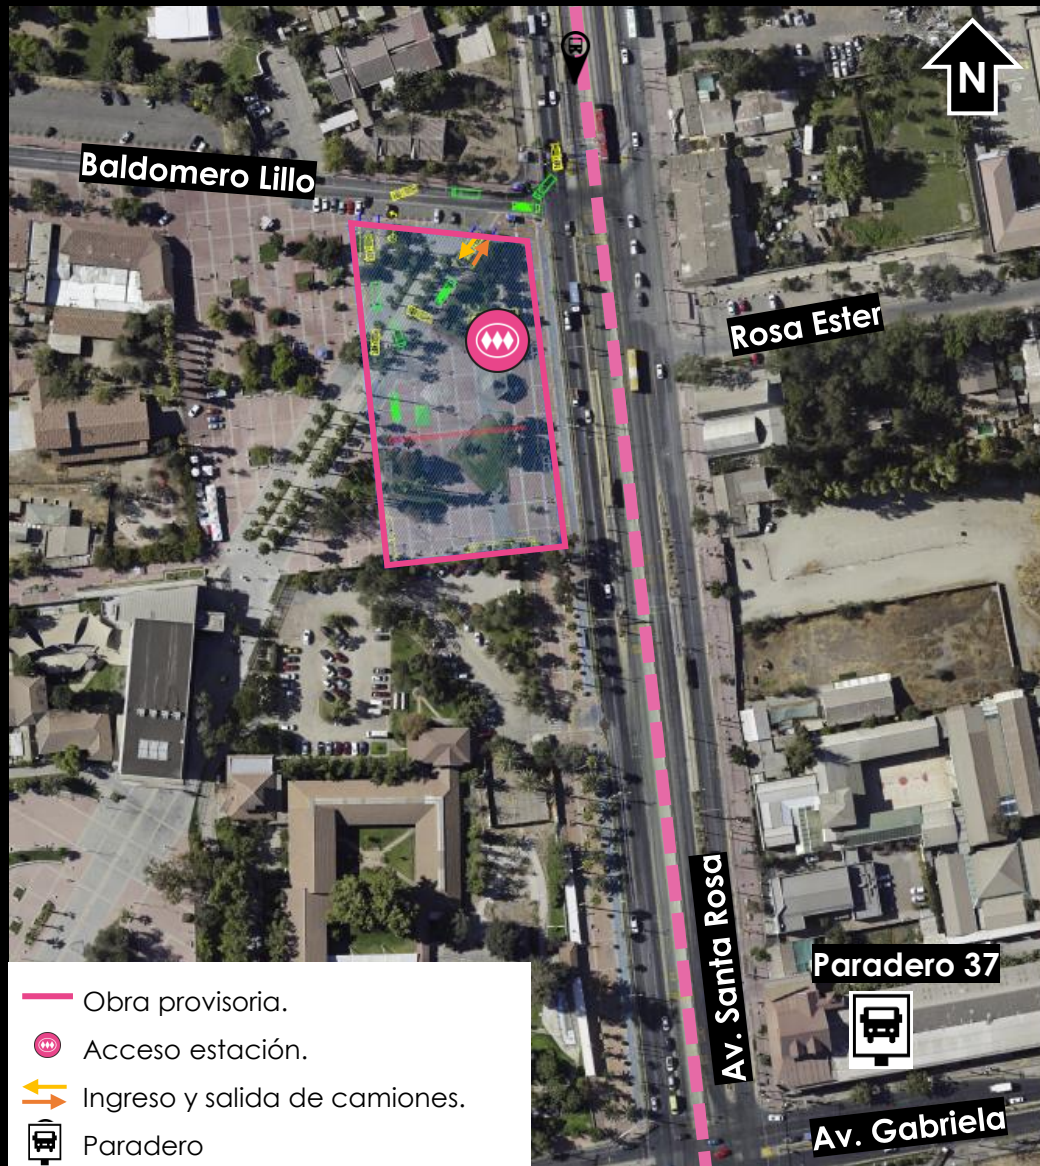 N
Baldomero Lillo
Rosa Ester
Av. Santa Rosa
Paradero 37
Av. Gabriela
Obra provisoria.
Acceso estación.
Ingreso y salida de camiones.
Paradero